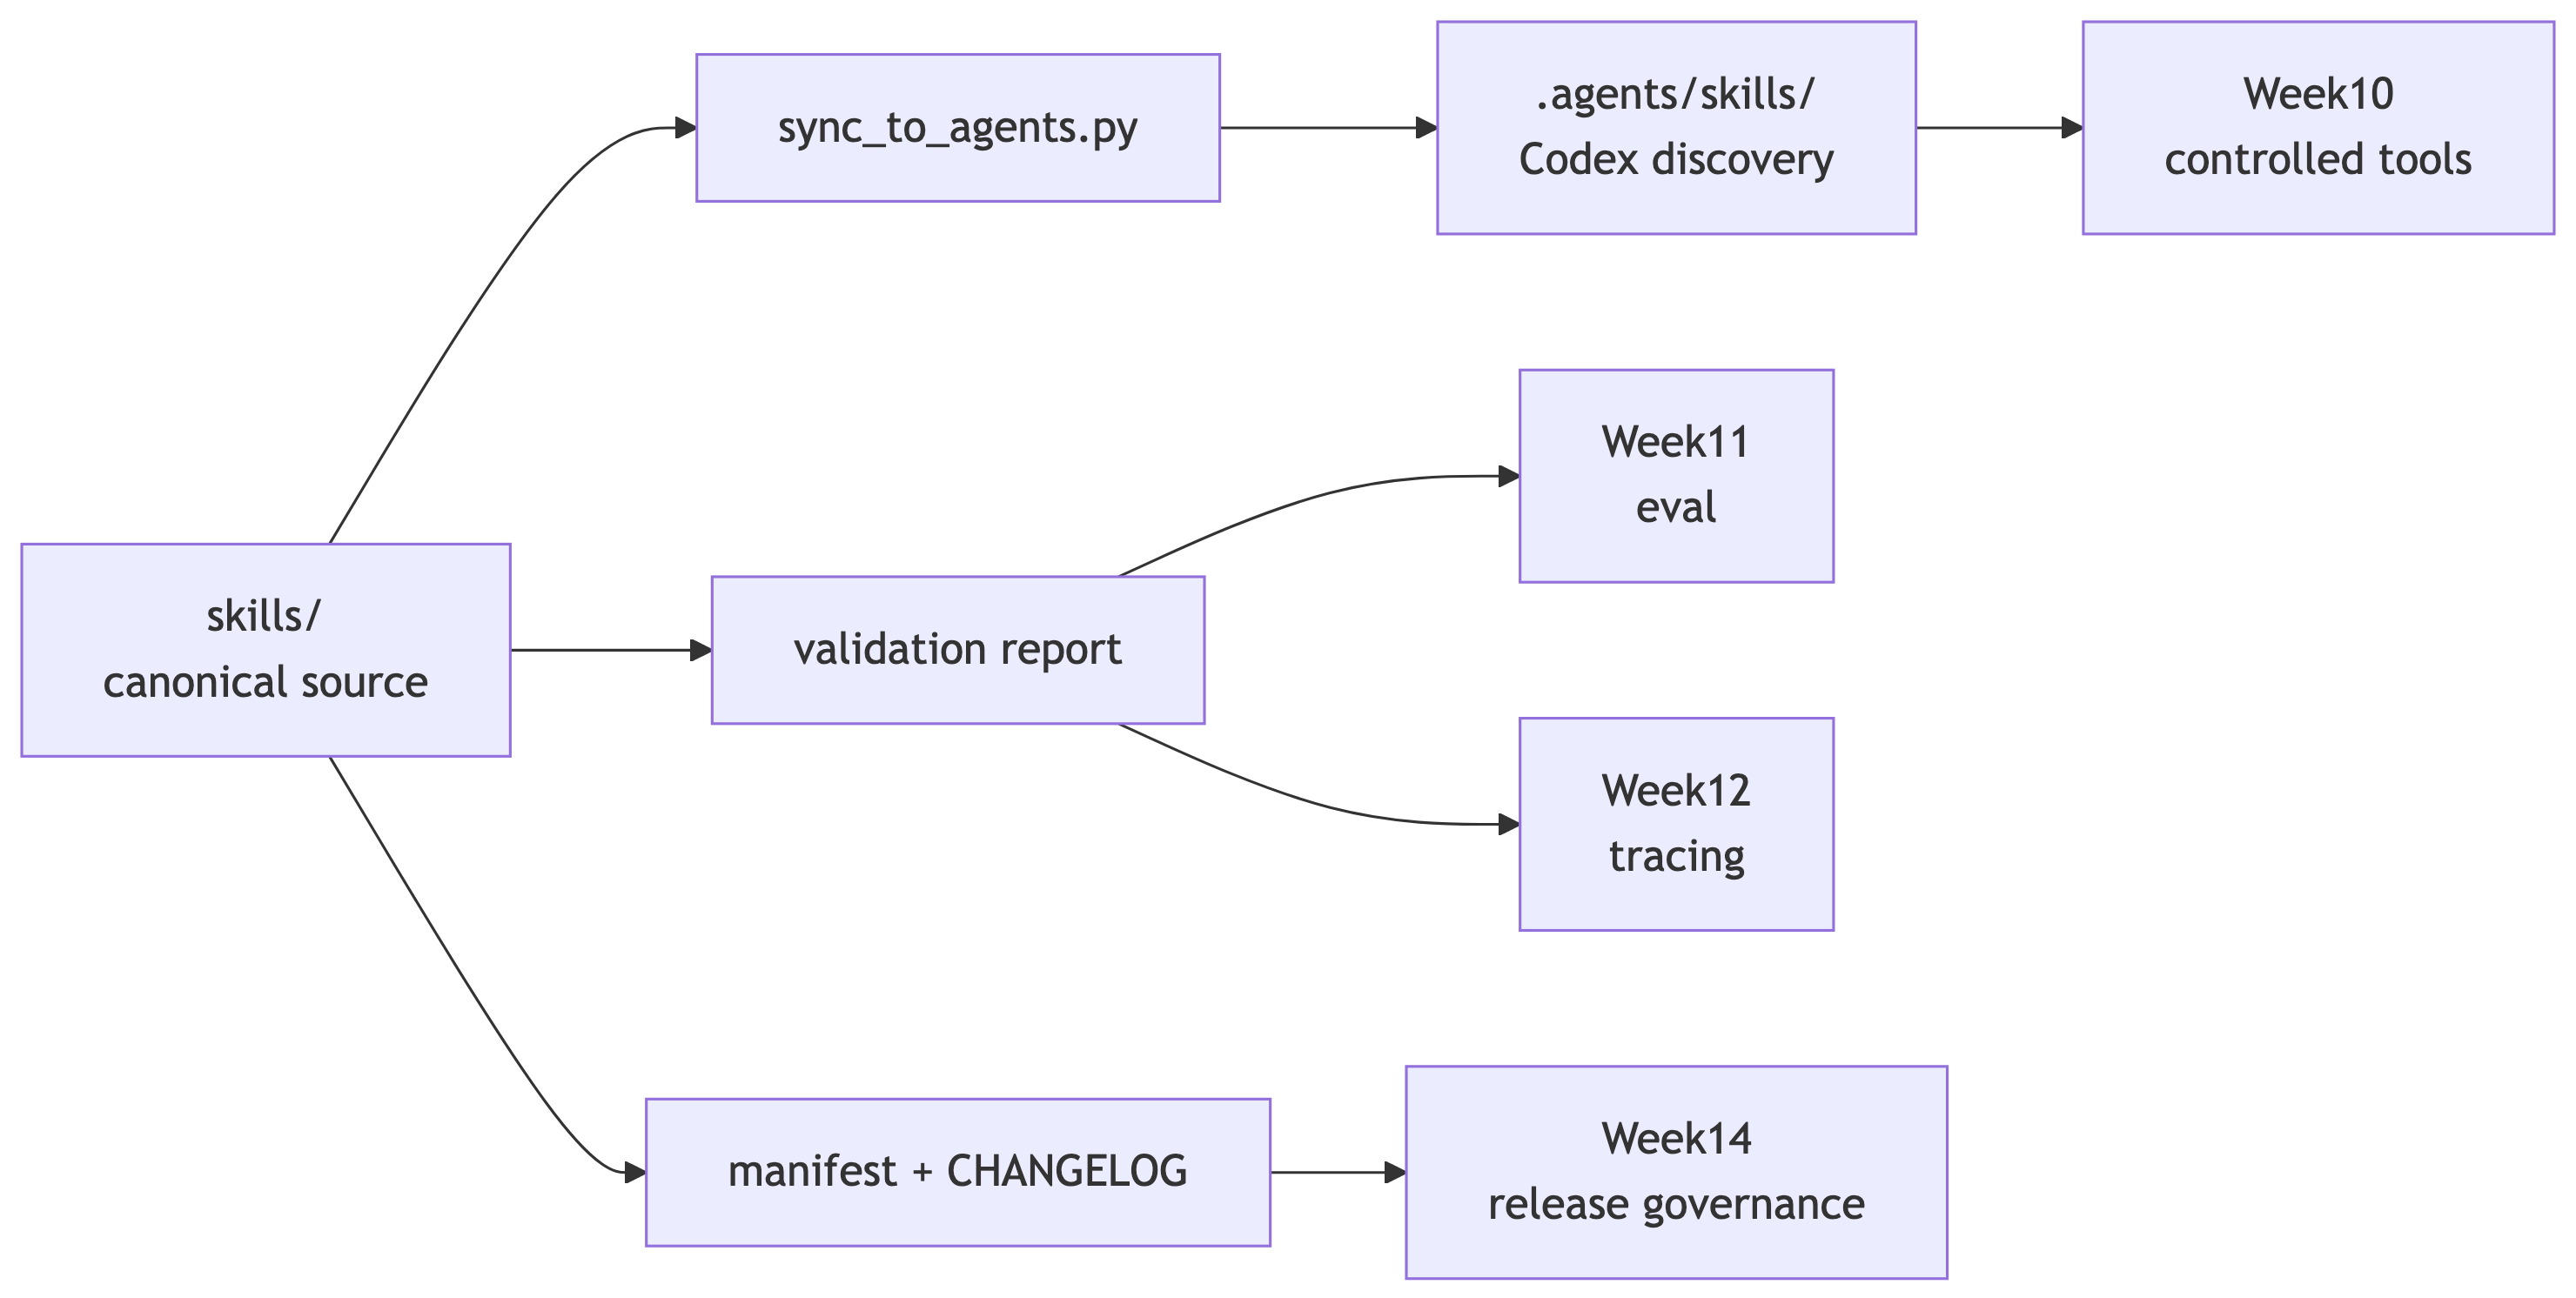 sync_to_agents.py
.agents/skills/
Codex discovery
Week10
controlled tools
Week11
eval
skills/
canonical source
validation report
Week12
tracing
manifest + CHANGELOG
Week14
release governance